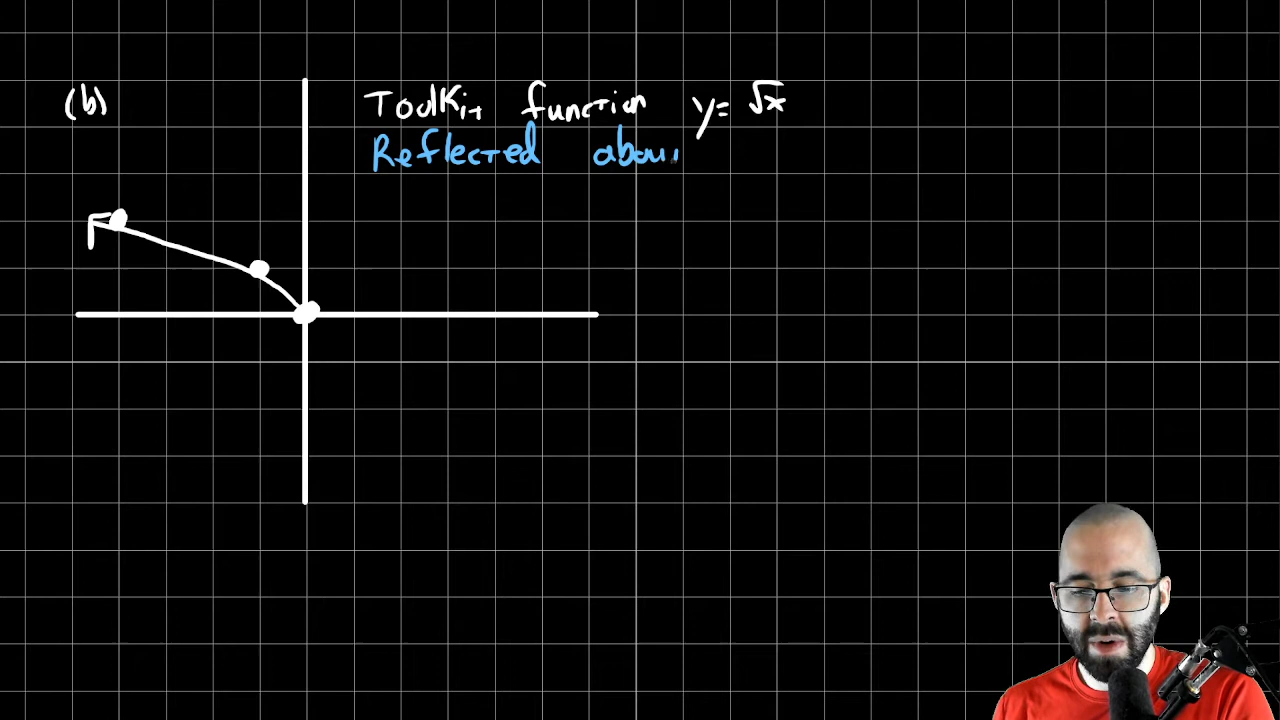 (b)
Toolkit function y = √x
Reflected abou